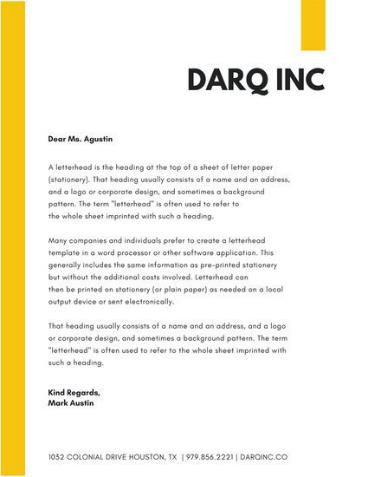 DARQ INC
Dear Ms. Agustin
A letterhead is the heading at the top of a sheet of letter paper
(stationery). That heading usually consists of a name and an address,
and a logo or corporate design, and sometimes a background
pattern. The term "letterhead" is often used to refer to
the whole sheet imprinted with such a heading.
Many companies and individuals prefer to create a letterhead
template in a word processor or other software application. This
generally includes the same information as pre-printed stationery
but without the additional costs involved. Letterhead can
then be printed on stationery (or plain paper) as needed on a local
output device or sent electronically.
That heading usually consists of a name and an address, and a logo
or corporate design, and sometimes a background pattern. The term
"letterhead" is often used to refer to the whole sheet imprinted with
such a heading.
Kind Regards,
Mark Austin
1032 COLONIAL DRIVE HOUSTON, TX | 979.856.2221 | DARQINC.CO